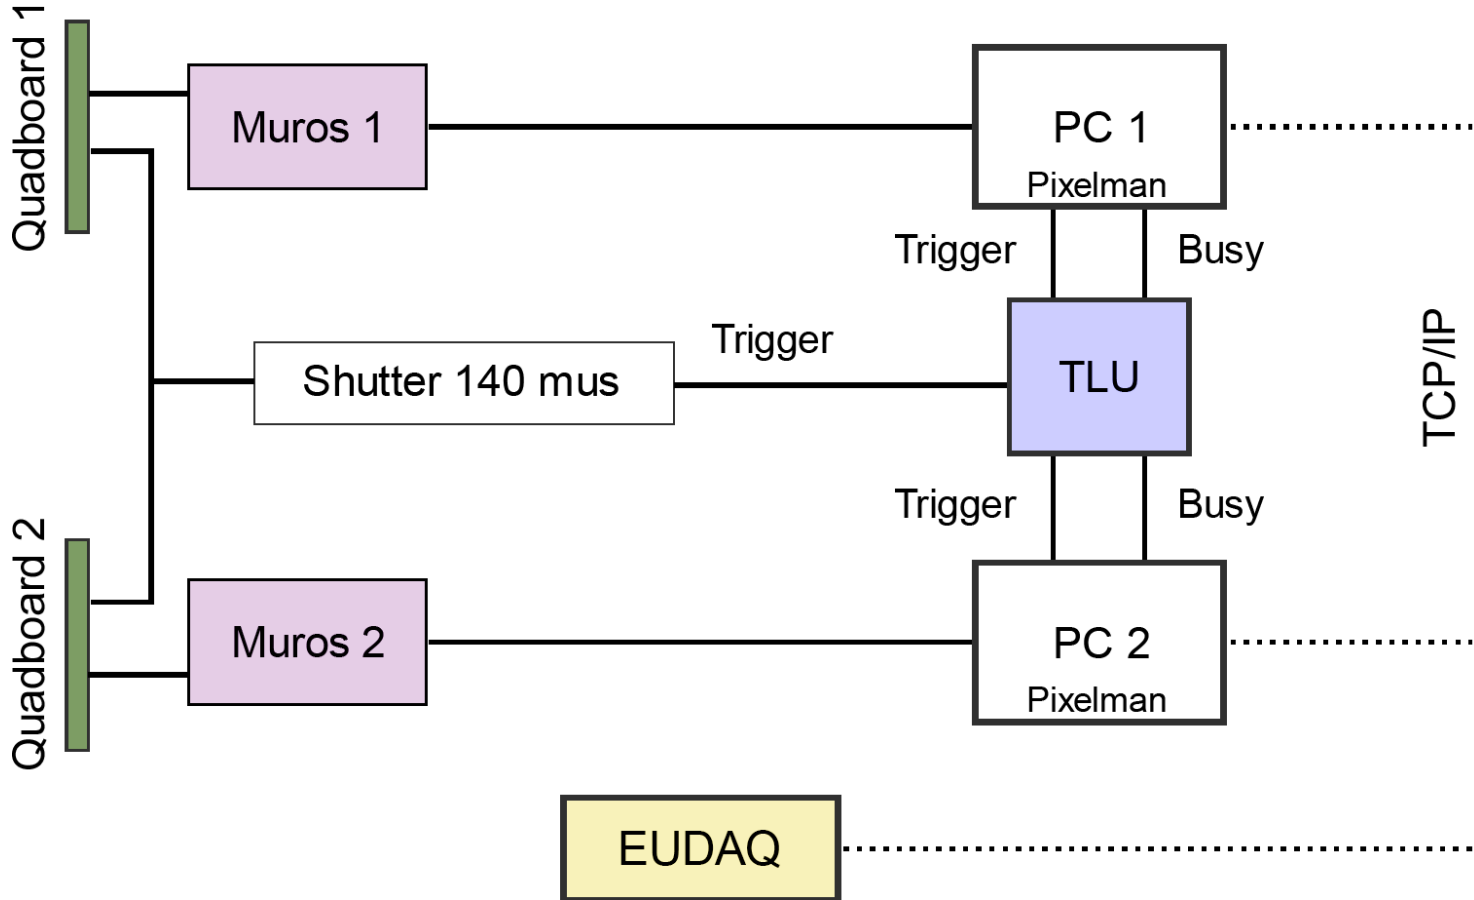 Quadboard 1
Muros 1
PC 1
Pixelman
Trigger
Busy
Shutter 140 mus
Trigger
TLU
TCP/IP
Trigger
Busy
Quadboard 2
Muros 2
PC 2
Pixelman
EUDAQ